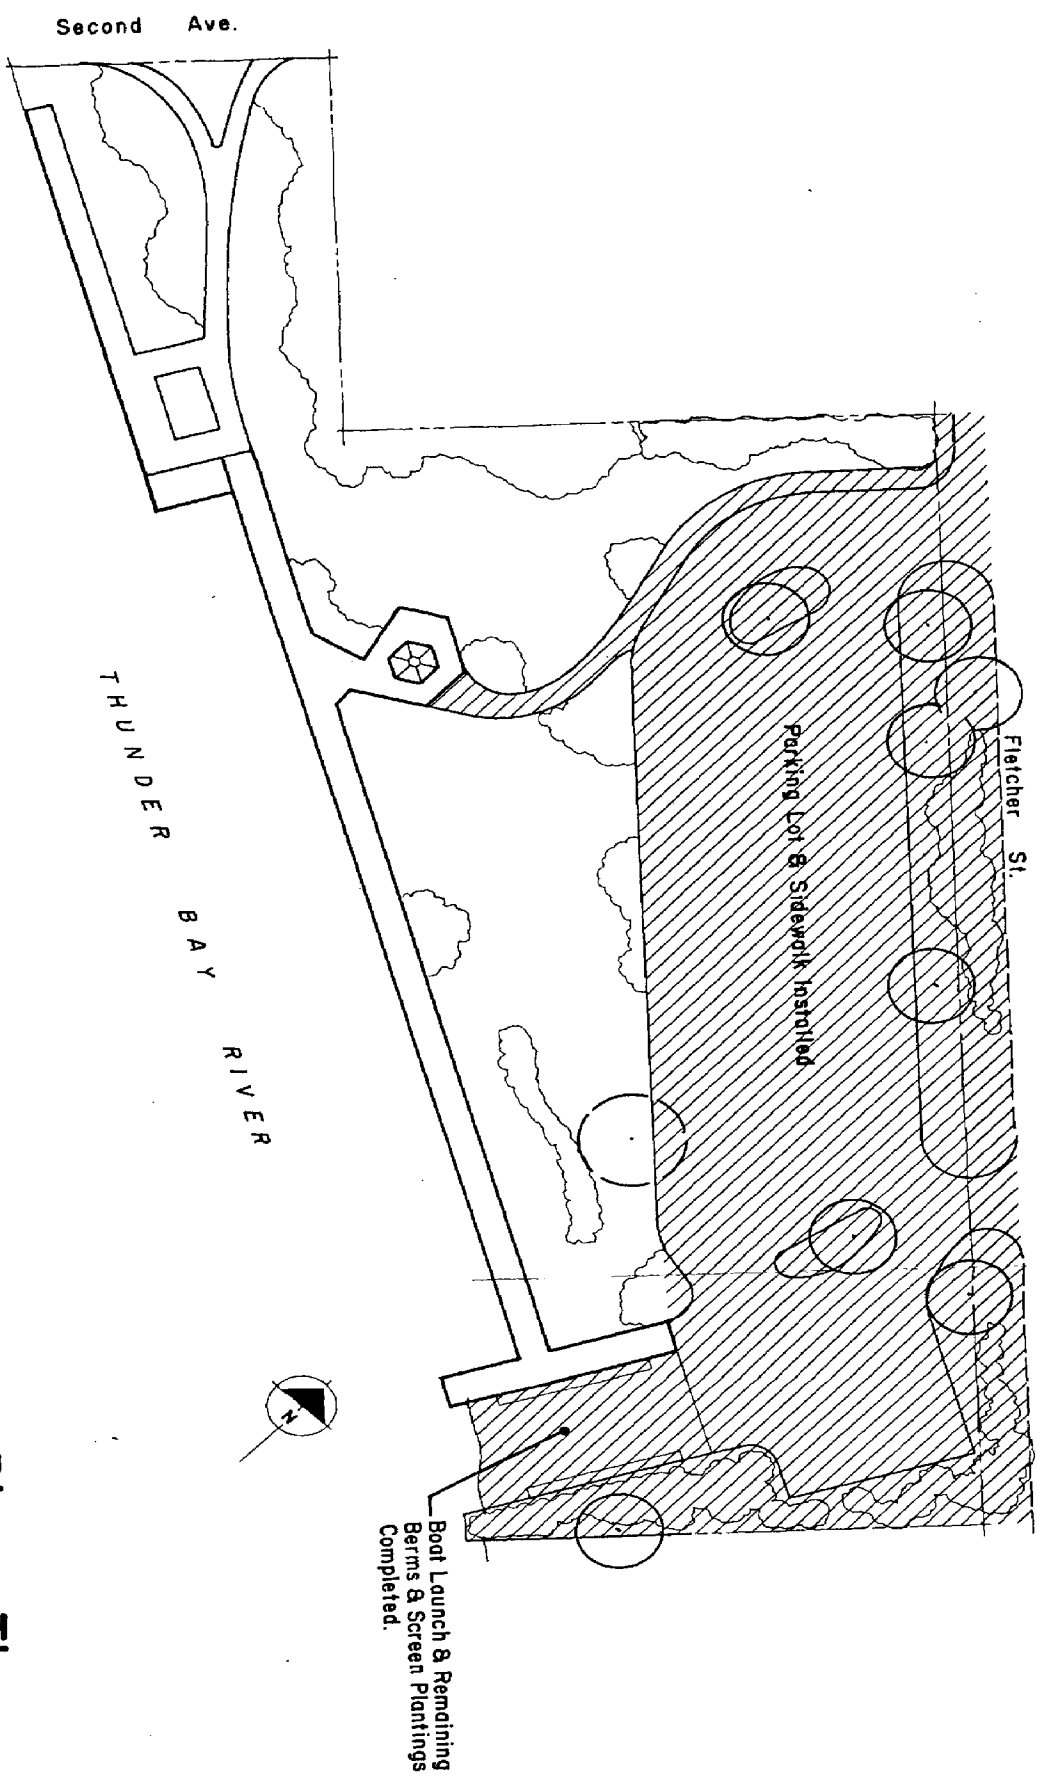 Second Ave.
Fletcher St.
Parking Lot & Sidewalk Installed
THUNDER BAY RIVER
N
Boat Launch & Remaining
Berms & Screen Plantings
Completed.